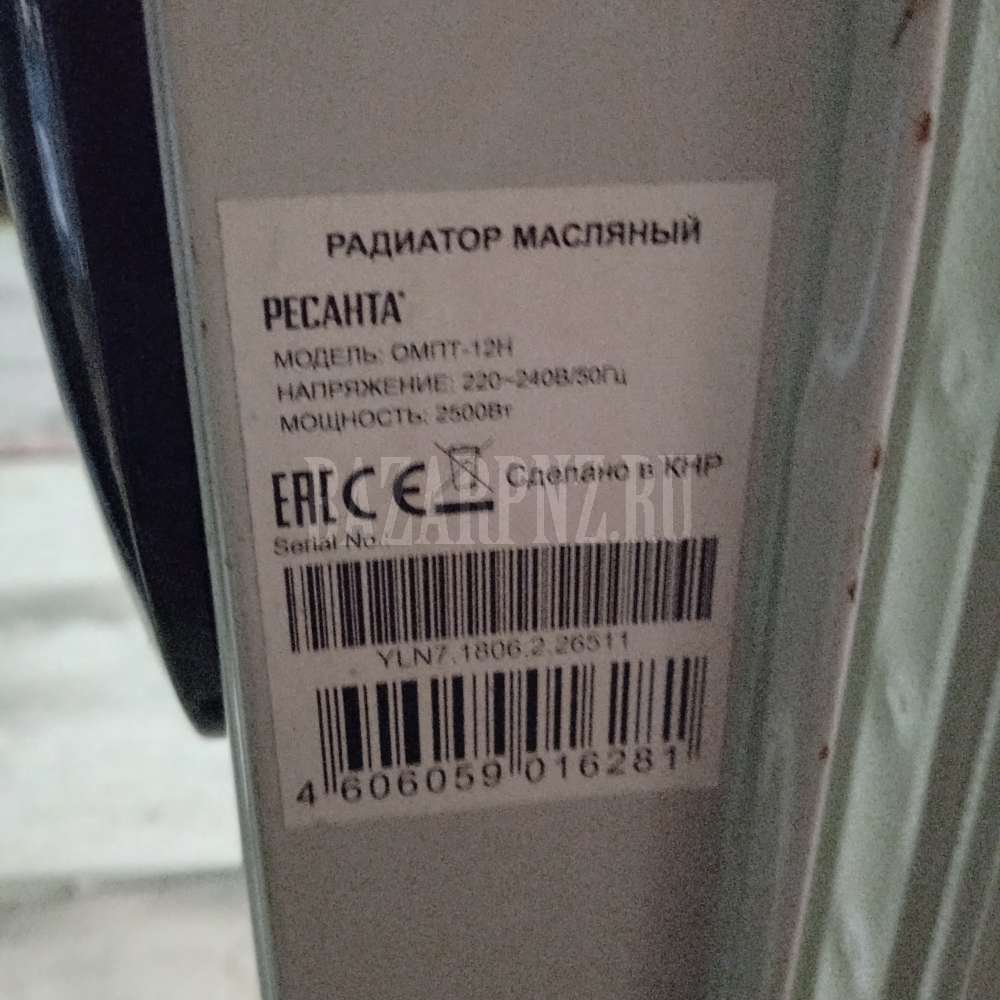 РАДИАТОР МАСЛЯНЫЙ
РЕСАНТА
МОДЕЛЬ: ОМПТ-12Н
НАПРЯЖЕНИЕ: 220~240В/50Гц
МОЩНОСТЬ: 2500Вт
EAC CE Сделано в КНР
BAZARPNZ.RU
Serial No.
YLN7.1806.2.26511
4 606059 016281